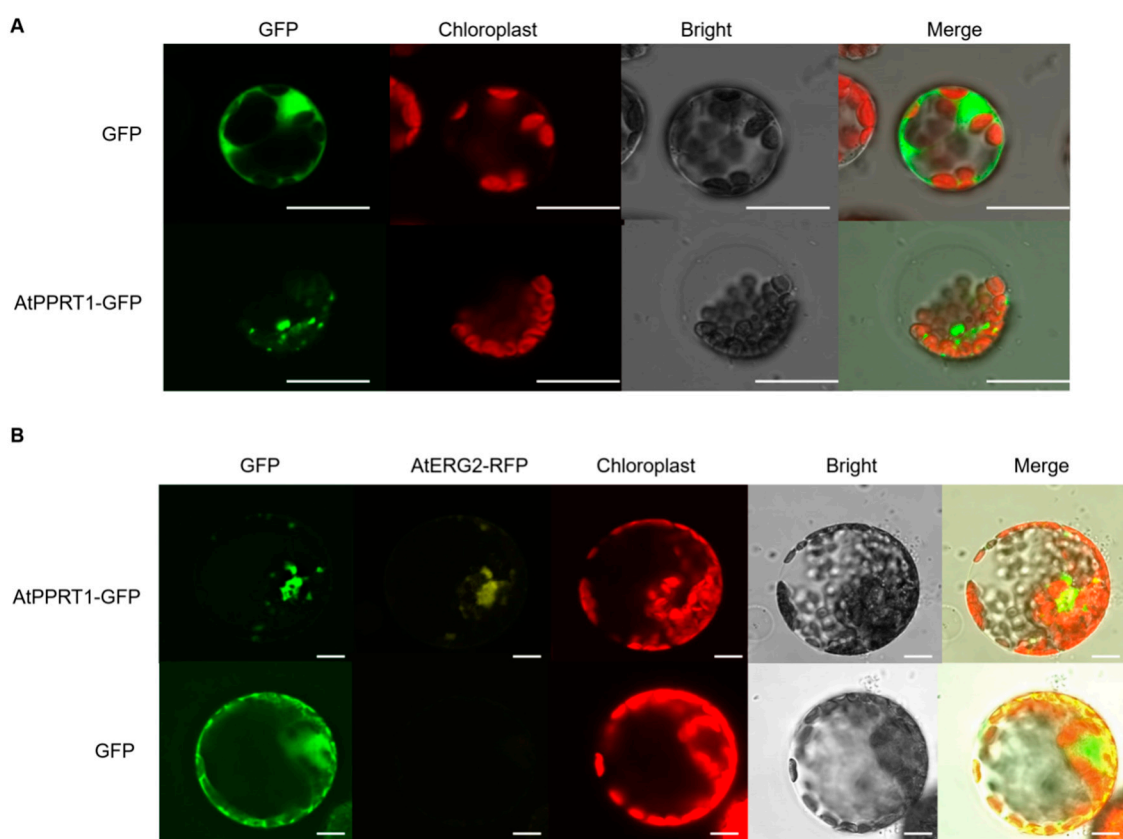 A
GFP Chloroplast Bright Merge
GFP
AtPPRT1-GFP
B
GFP AtERG2-RFP Chloroplast Bright Merge
AtPPRT1-GFP
GFP